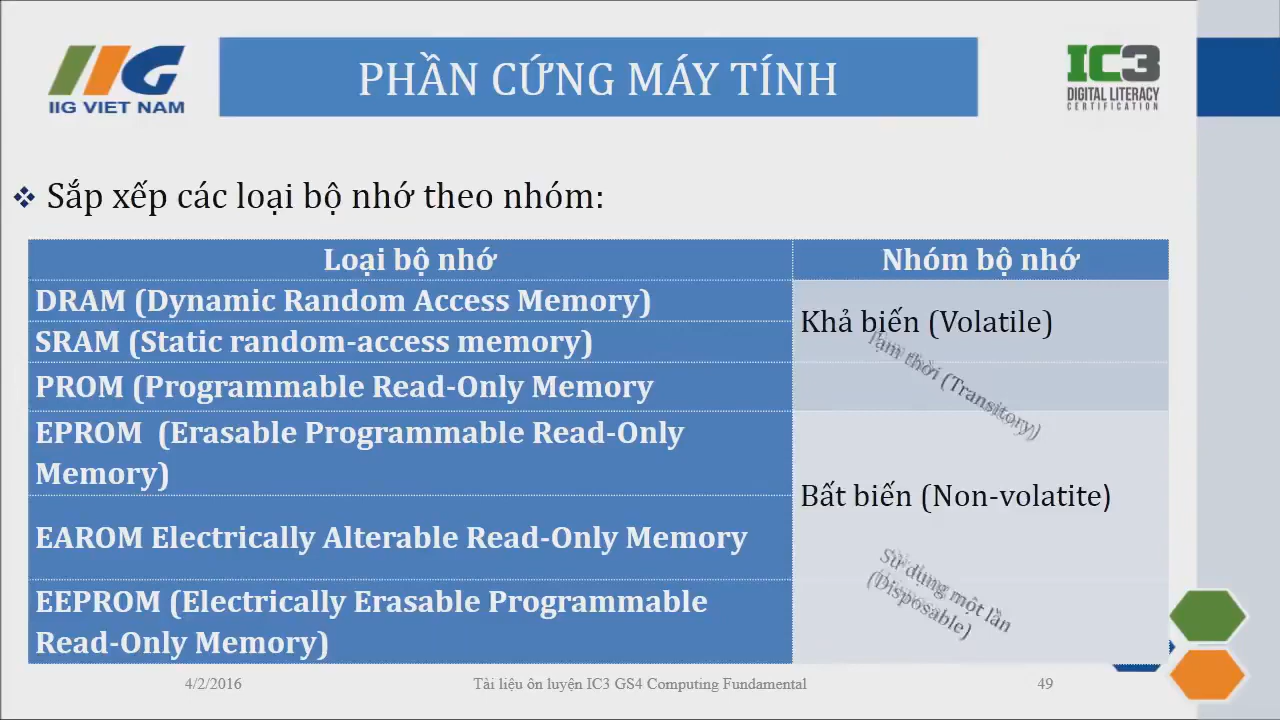 IIG VIET NAM
PHẦN CỨNG MÁY TÍNH
IC3
DIGITAL LITERACY
CERTIFICATION
Sắp xếp các loại bộ nhớ theo nhóm:
Loại bộ nhớ
Nhóm bộ nhớ
DRAM (Dynamic Random Access Memory)
Khả biến (Volatile)
SRAM (Static random-access memory)
Tạm thời (Transitory)
PROM (Programmable Read-Only Memory
EPROM (Erasable Programmable Read-Only
Memory)
Bất biến (Non-volatite)
EAROM Electrically Alterable Read-Only Memory
Sử dụng một lần
(Disposable)
EEPROM (Electrically Erasable Programmable
Read-Only Memory)
4/2/2016
Tài liệu ôn luyện IC3 GS4 Computing Fundamental
49